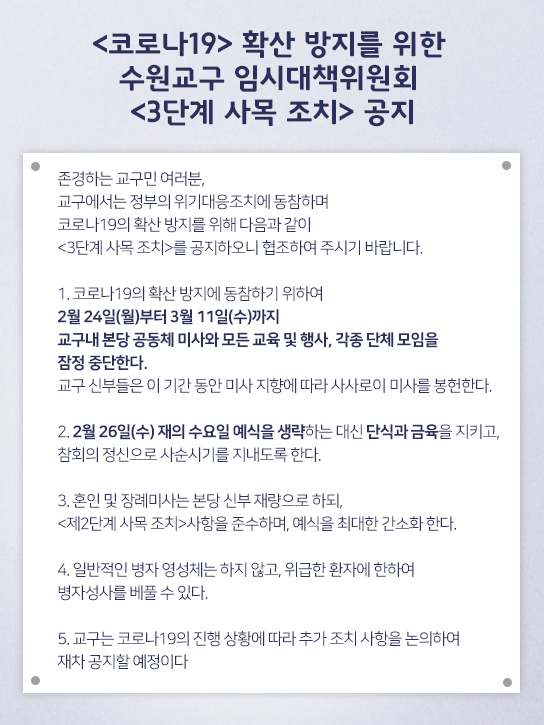 <코로나19> 확산 방지를 위한
수원교구 임시대책위원회
<3단계 사목 조치> 공지
존경하는 교구민 여러분,
교구에서는 정부의 위기대응조치에 동참하며
코로나19의 확산 방지를 위해 다음과 같이
<3단계 사목 조치>를 공지하오니 협조하여 주시기 바랍니다.
1. 코로나19의 확산 방지에 동참하기 위하여
2월 24일(월)부터 3월 11일(수)까지
교구내 본당 공동체 미사와 모든 교육 및 행사, 각종 단체 모임을
잠정 중단한다.
교구 신부들은 이 기간 동안 미사 지향에 따라 사사로이 미사를 봉헌한다.
2. 2월 26일(수) 재의 수요일 예식을 생략하는 대신 단식과 금육을 지키고,
참회의 정신으로 사순시기를 지내도록 한다.
3. 혼인 및 장례미사는 본당 신부 재량으로 하되,
<제2단계 사목 조치>사항을 준수하며, 예식을 최대한 간소화 한다.
4. 일반적인 병자 영성체는 하지 않고, 위급한 환자에 한하여
병자성사를 베풀 수 있다.
5. 교구는 코로나19의 진행 상황에 따라 추가 조치 사항을 논의하여
재차 공지할 예정이다